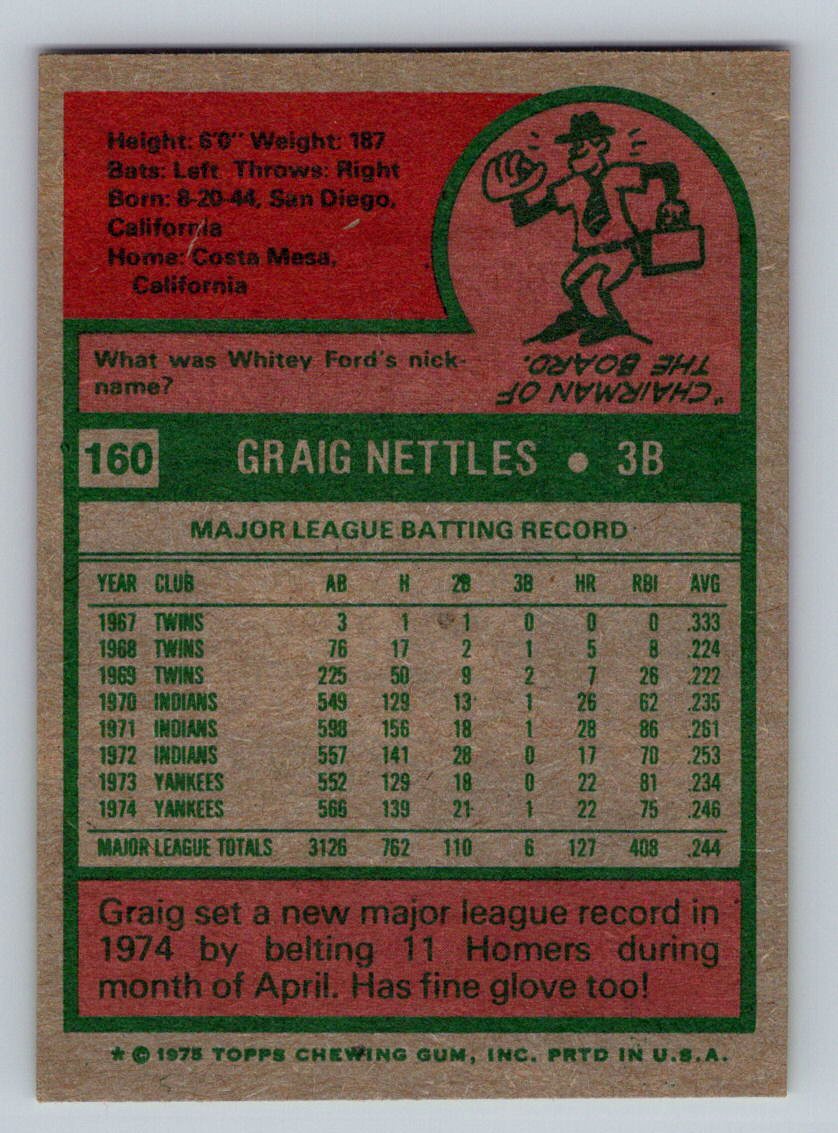 Height: 6'0" Weight: 187
Bats: Left Throws: Right
Born: 8-20-44, San Diego,
California
Home: Costa Mesa,
California
What was Whitey Ford's nick-
name?
"CHAIRMAN OF
THE BOARD.
160 GRAIG NETTLES • 3B
MAJOR LEAGUE BATTING RECORD
YEAR CLUB AB H 2B 3B HR RBI AVG
1967 TWINS 3 1 1 0 0 0 .333
1968 TWINS 76 17 2 1 5 8 .224
1969 TWINS 225 50 9 2 7 26 .222
1970 INDIANS 549 129 13 1 26 62 .235
1971 INDIANS 598 156 18 1 28 86 .261
1972 INDIANS 557 141 28 0 17 70 .253
1973 YANKEES 552 129 18 0 22 81 .234
1974 YANKEES 566 139 21 1 22 75 .246
MAJOR LEAGUE TOTALS 3126 762 110 6 127 408 .244
Graig set a new major league record in
1974 by belting 11 Homers during
month of April. Has fine glove too!
* © 1975 TOPPS CHEWING GUM, INC. PRTD IN U.S.A.